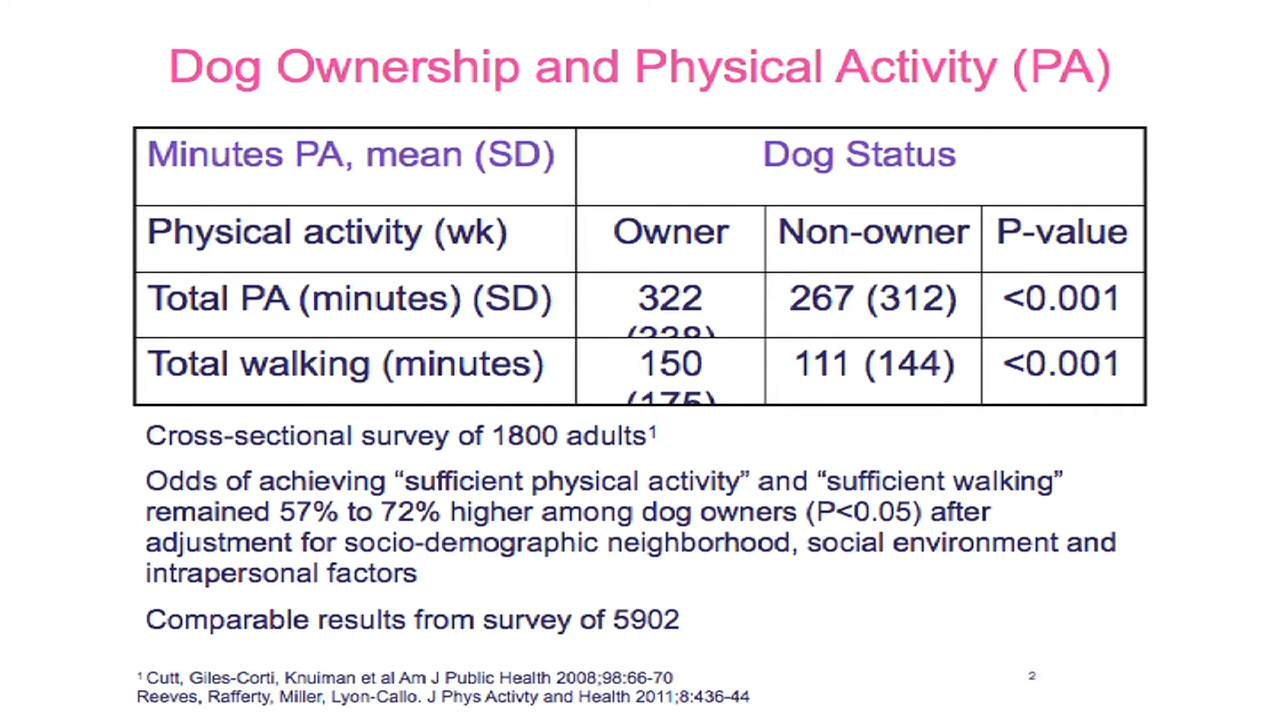 Dog Ownership and Physical Activity (PA)
Minutes PA, mean (SD) Dog Status
Physical activity (wk) Owner Non-owner P-value
Total PA (minutes) (SD) 322 267 (312) <0.001
Total walking (minutes) 150 111 (144) <0.001
(175)
Cross-sectional survey of 1800 adults¹
Odds of achieving “sufficient physical activity” and “sufficient walking”
remained 57% to 72% higher among dog owners (P<0.05) after
adjustment for socio-demographic neighborhood, social environment and
intrapersonal factors
Comparable results from survey of 5902
¹ Cutt, Giles-Corti, Knuiman et al Am J Public Health 2008;98:66-70
Reeves, Rafferty, Miller, Lyon-Callo. J Phys Activty and Health 2011;8:436-44
2